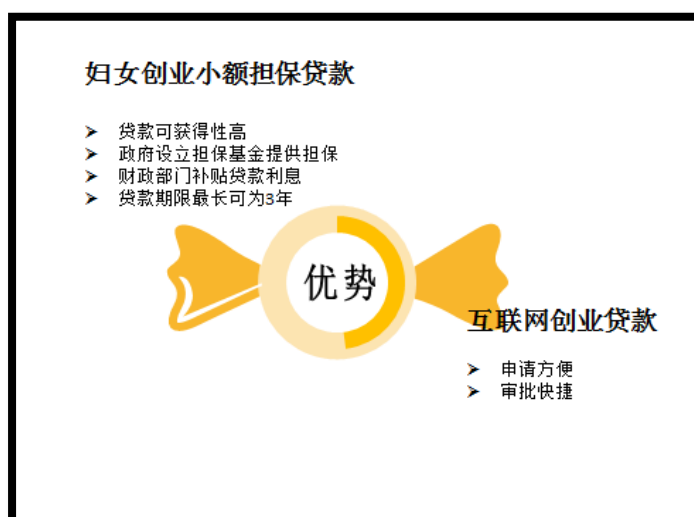 妇女创业小额担保贷款
➢ 贷款可获得性高
➢ 政府设立担保基金提供担保
➢ 财政部门补贴贷款利息
➢ 贷款期限最长可为3年
优势
互联网创业贷款
➢ 申请方便
➢ 审批快捷